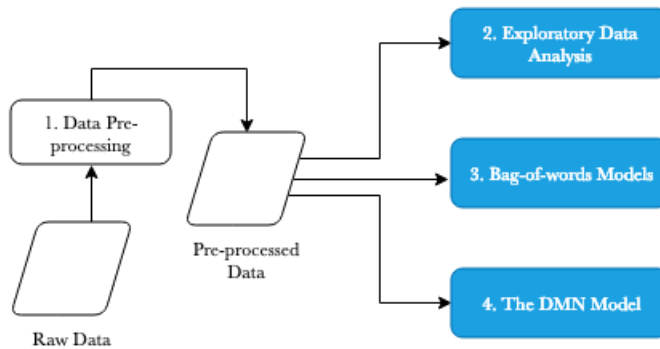 2. Exploratory Data
Analysis
1. Data Pre-
processing
3. Bag-of-words Models
Pre-processed
Data
4. The DMN Model
Raw Data